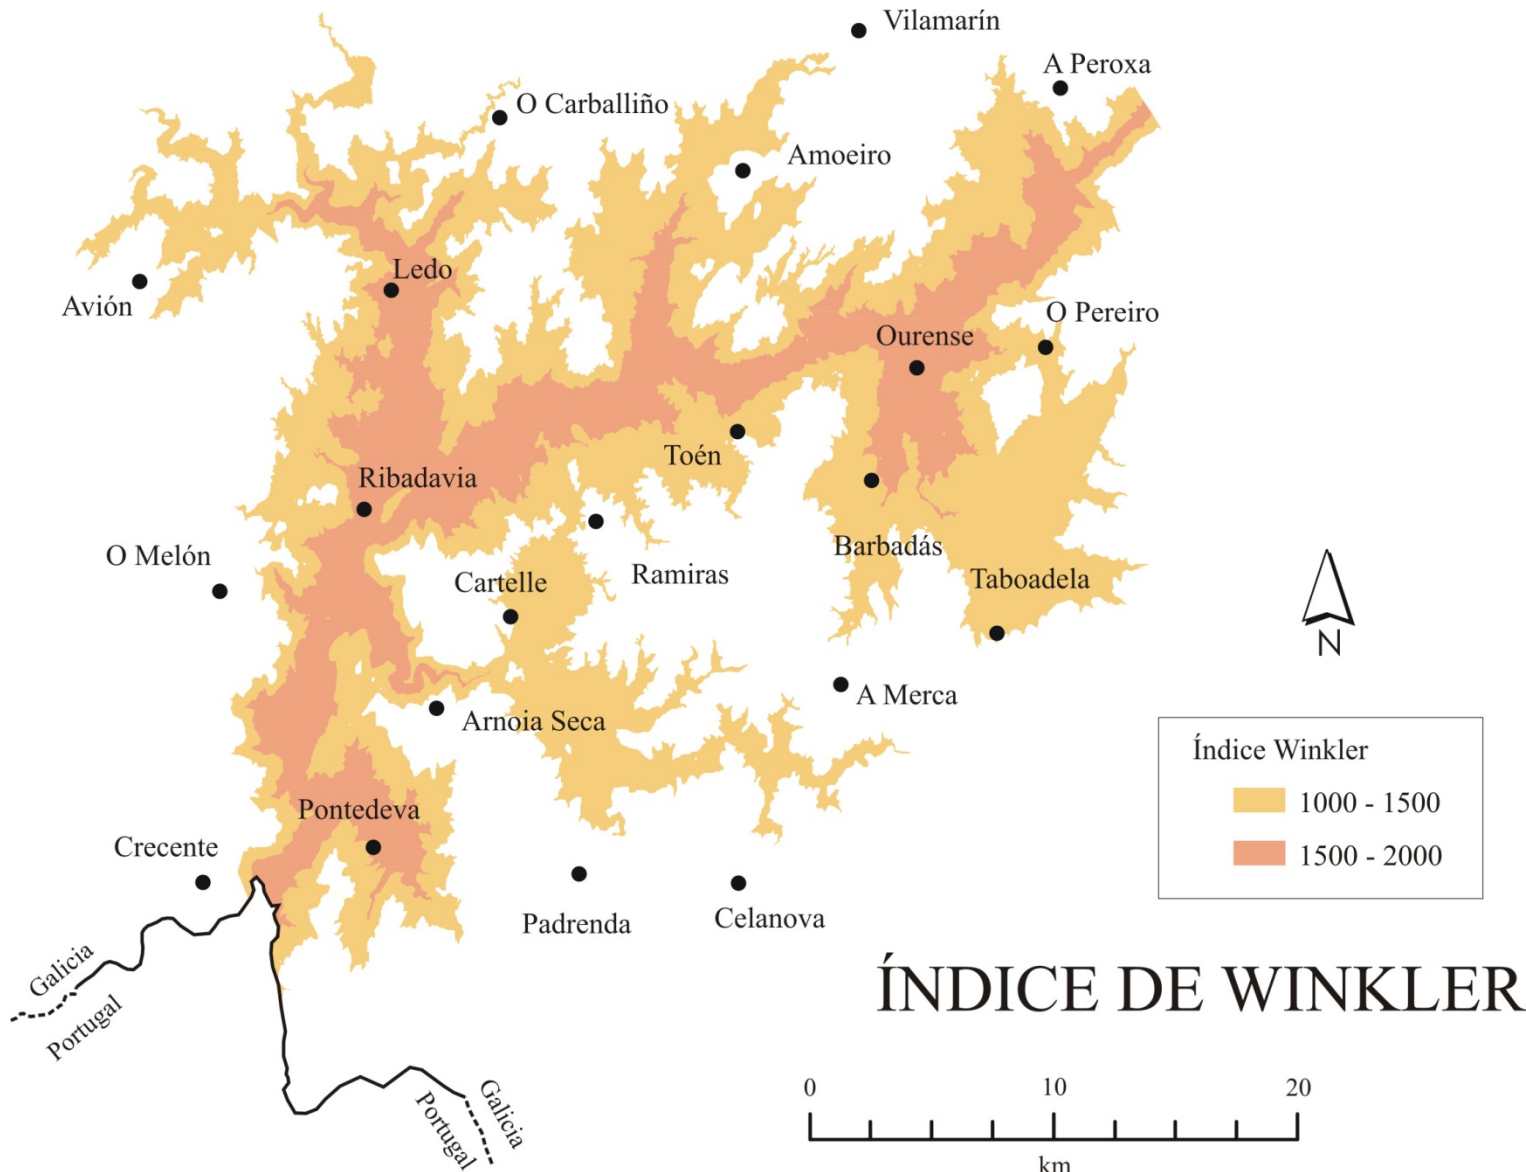 Vilamarín
A Peroxa
O Carballiño
Amoeiro
Ledo
Avión
O Pereiro
Ourense
Toén
Ribadavia
O Melón
Barbadás
Cartelle
Ramiras
Taboadela
N
A Merca
Arnoia Seca
Índice Winkler
1000 - 1500
1500 - 2000
Pontedeva
Crecente
Padrenda
Celanova
Galicia
Portugal
ÍNDICE DE WINKLER
Galicia
Portugal
0 10 20
km